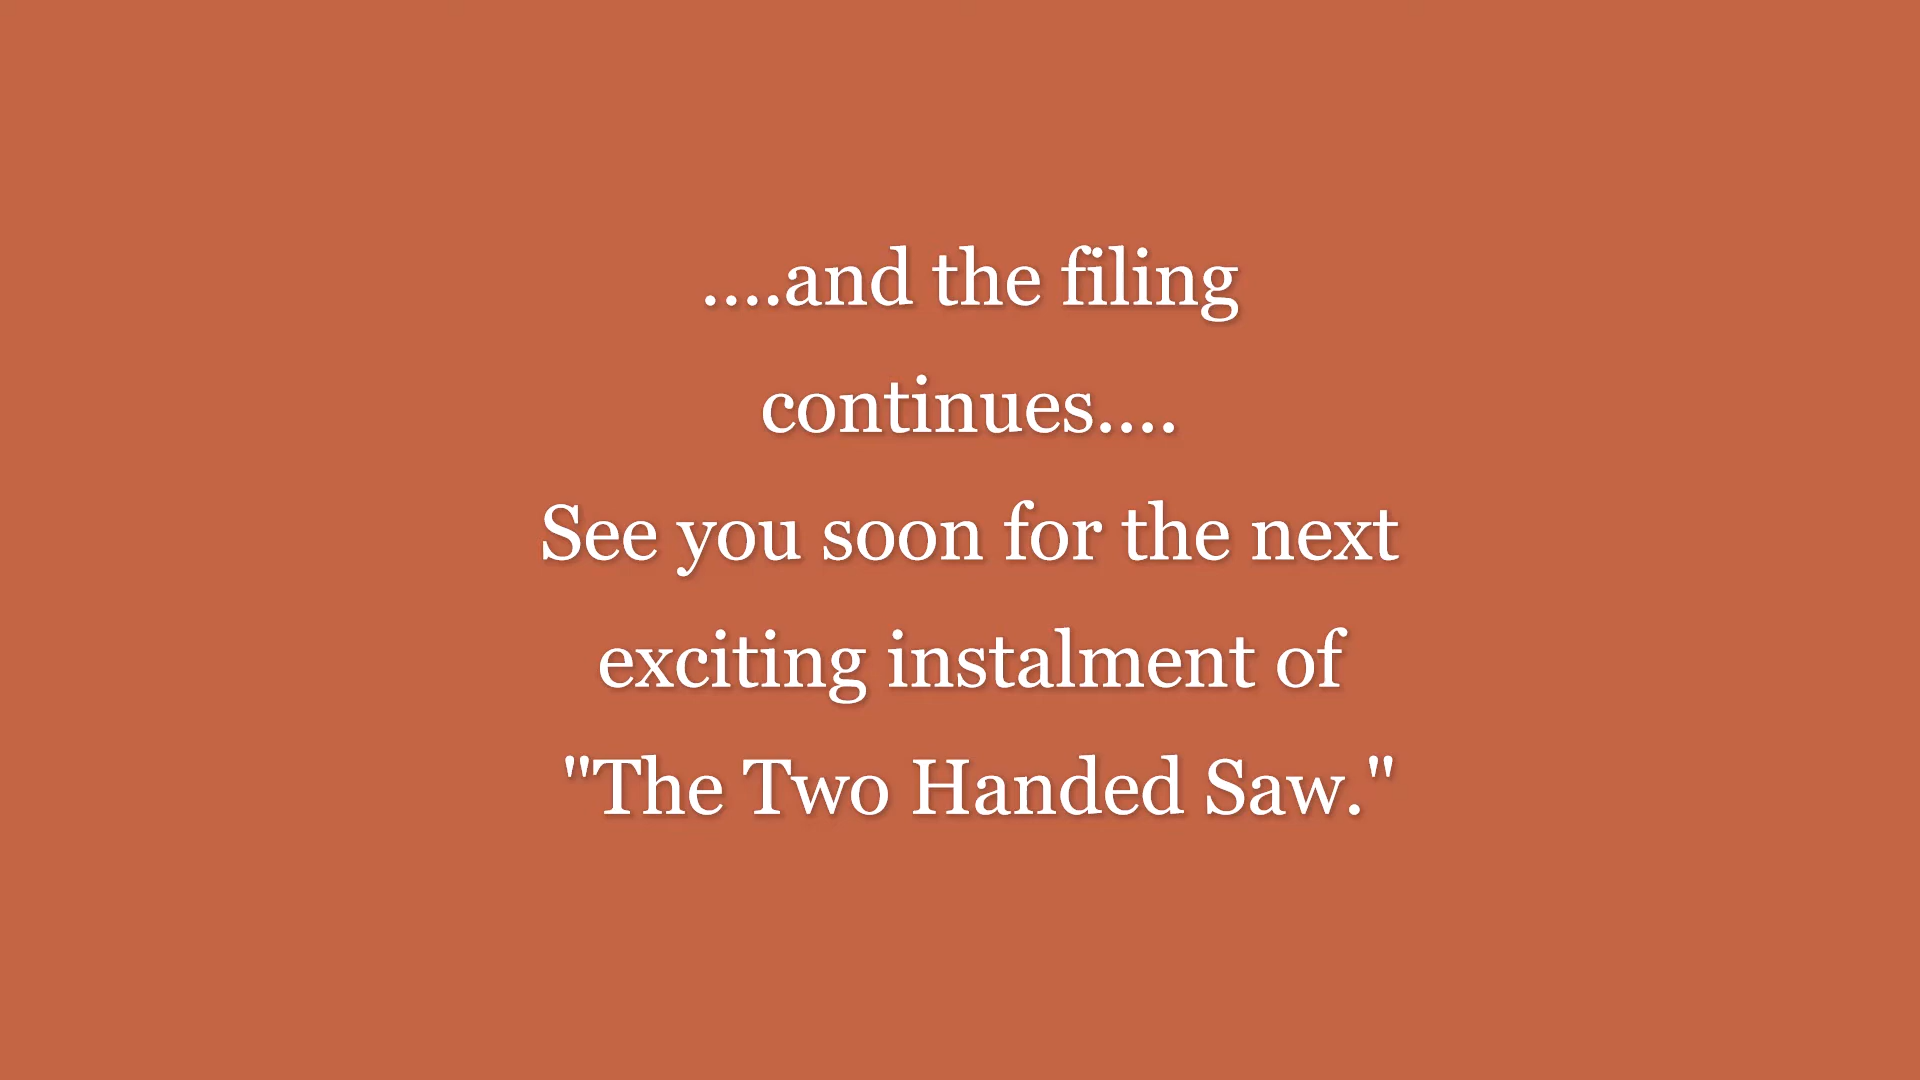 ....and the filing
continues....
See you soon for the next
exciting instalment of
"The Two Handed Saw."